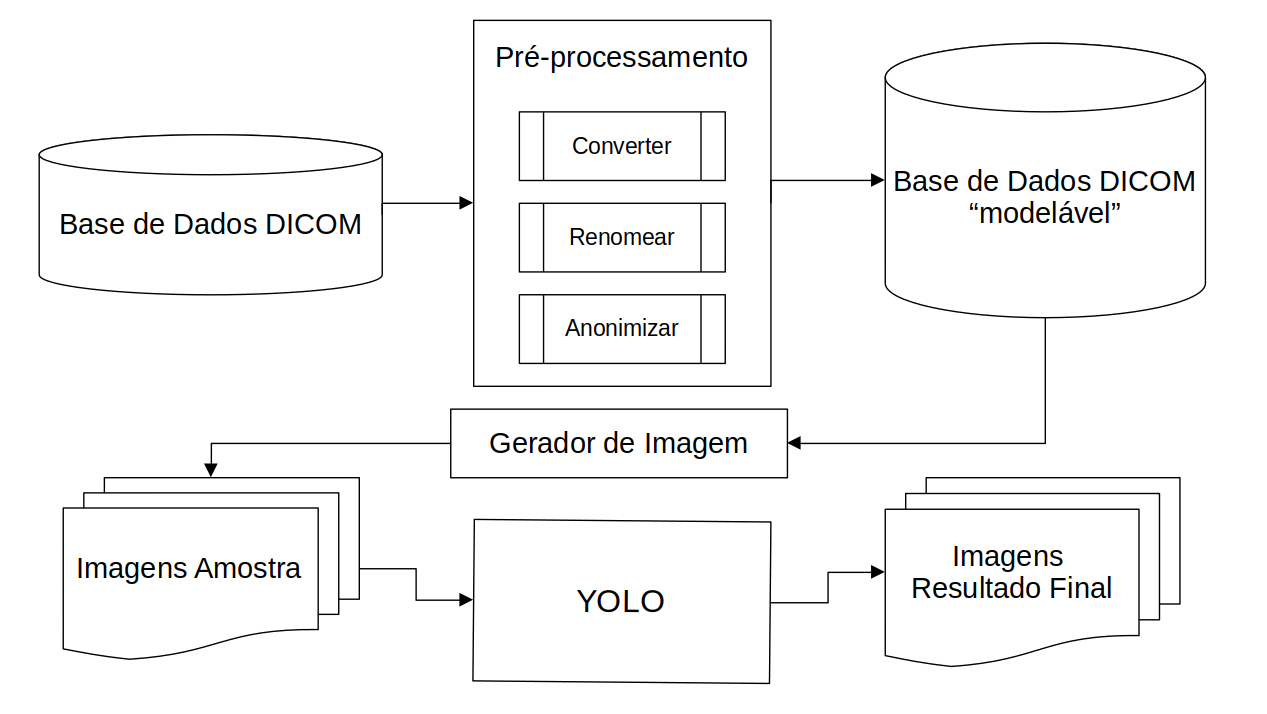 Pré-processamento
Converter
Renomear
Anonimizar
Base de Dados DICOM
Base de Dados DICOM
“modelável”
Gerador de Imagem
Imagens Amostra
YOLO
Imagens
Resultado Final